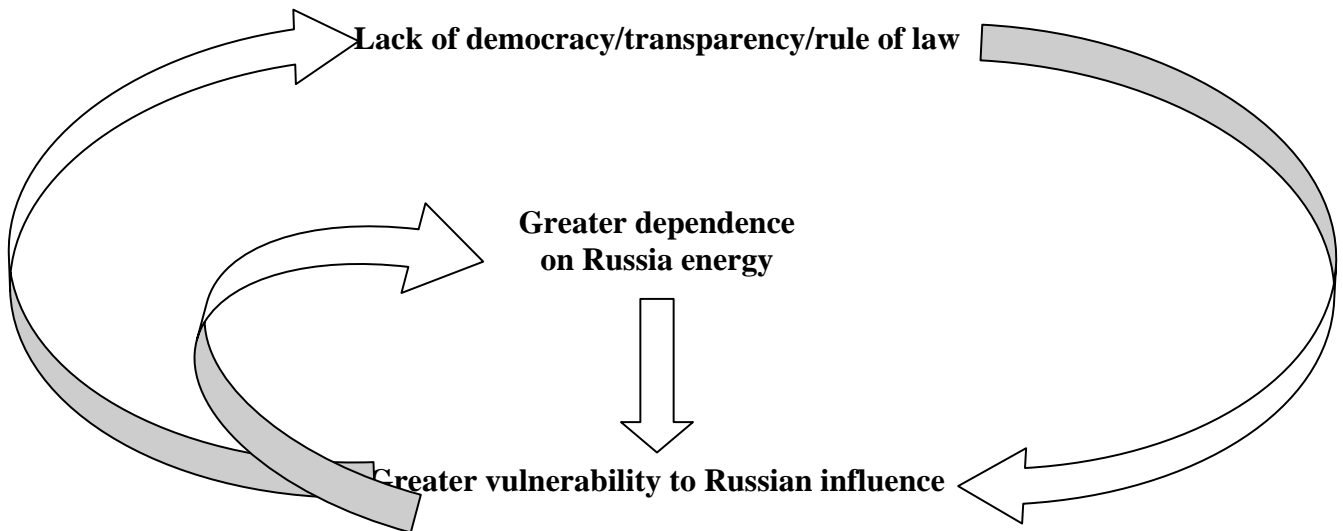 Lack of democracy/transparency/rule of law
Greater dependence
on Russia energy
Greater vulnerability to Russian influence